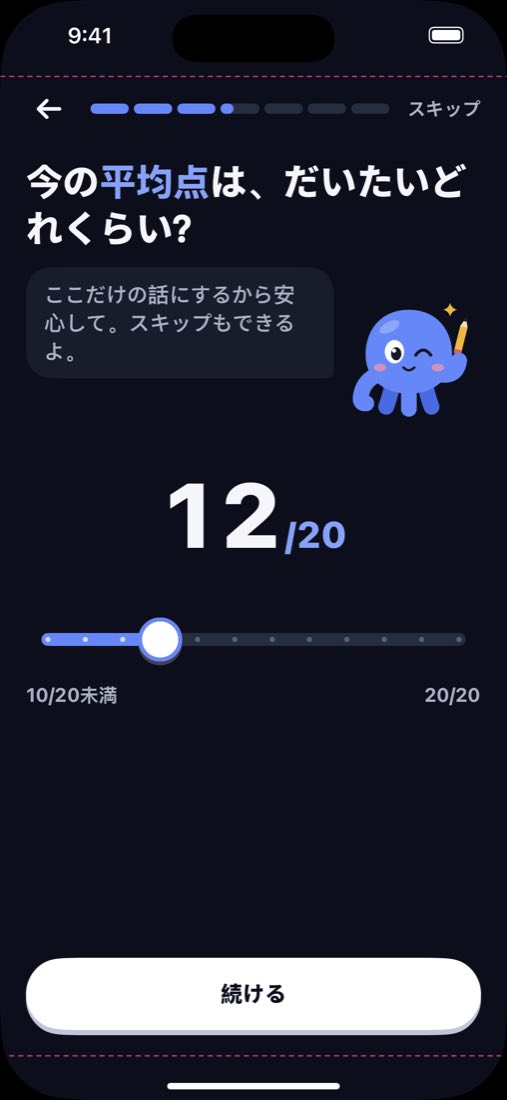 9:41
スキップ
今の平均点は、だいたいど
れくらい?
ここだけの話にするから安
心して。スキップもできる
よ。
12/20
10/20未満
20/20
続ける